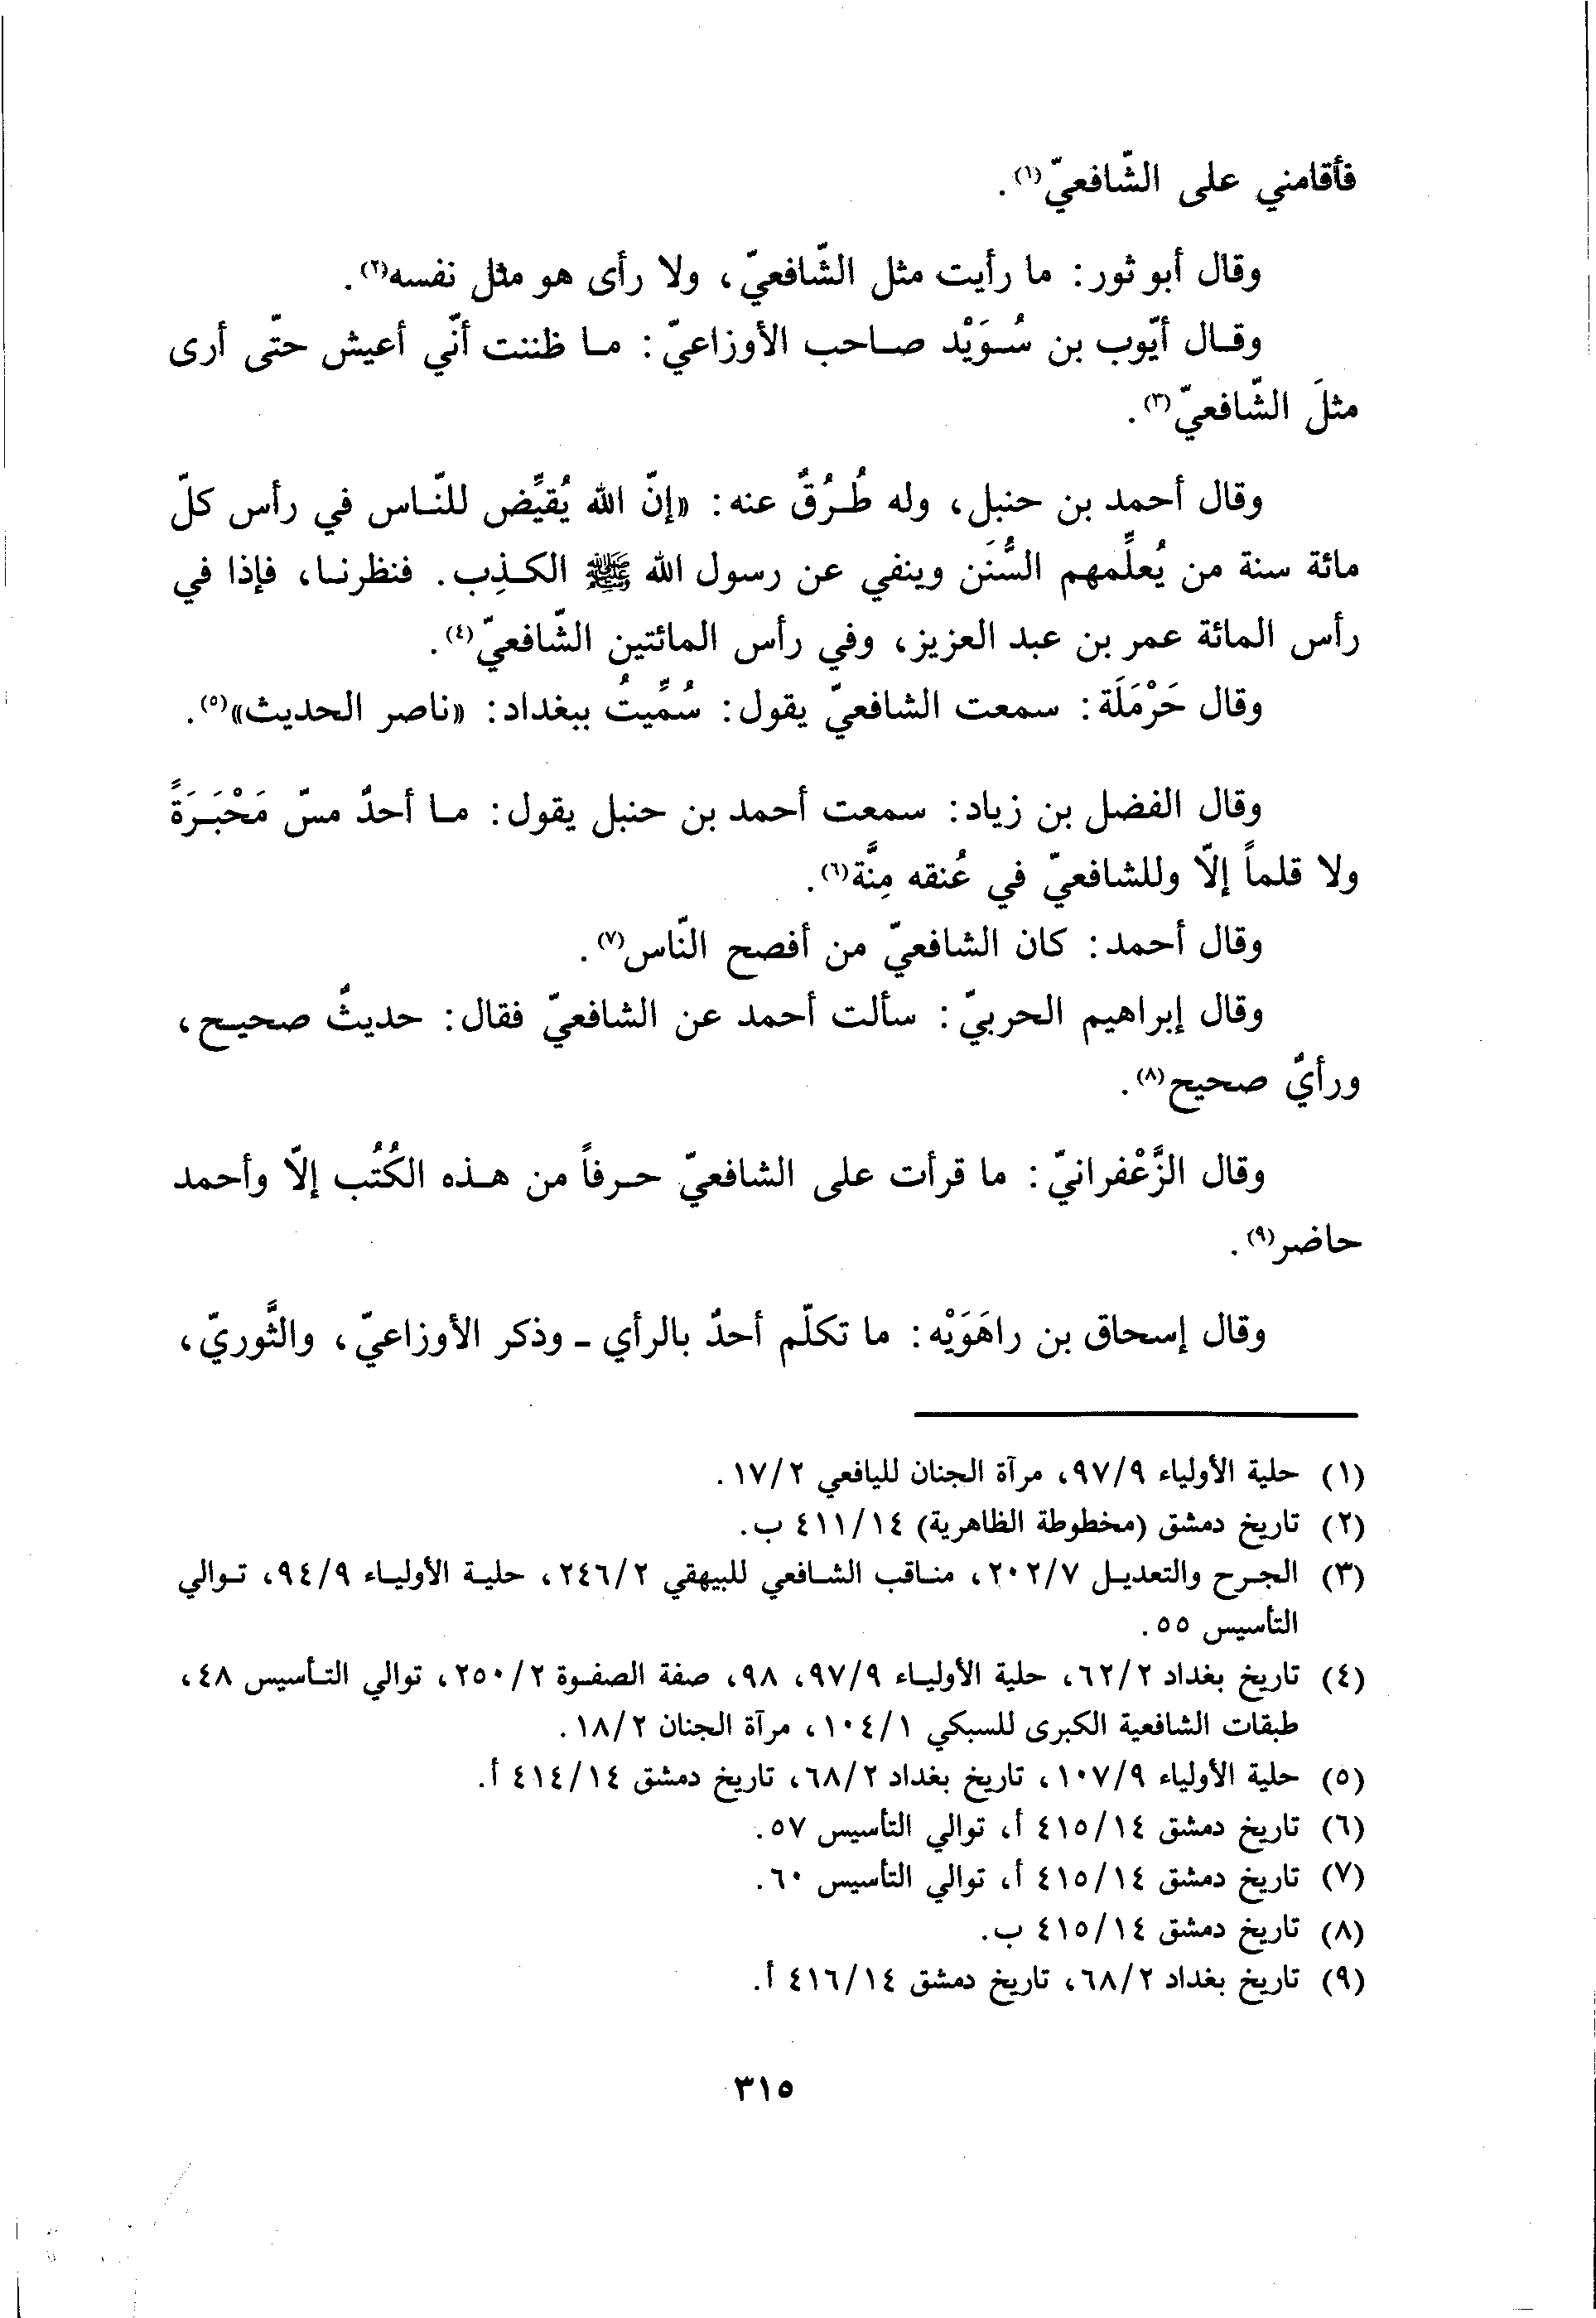 فأقامني على الشّافعيّ(١).
وقال أبو ثور: ما رأيت مثل الشّافعيّ، ولا رأى هو مثل نفسه(٢).
وقال أيّوب بن سُوَيْد صاحب الأوزاعيّ: ما ظننت أنّي أعيش حتّى أرى
مثلَ الشّافعيّ(٣).
وقال أحمد بن حنبل، وله طُرُقٌ عنه: «إنّ الله يُقيِّض للنّاس في رأس كلّ
مائة سنة من يُعلِّمهم السُّنَن وينفي عن رسول الله ﷺ الكذِب. فنظرنا، فإذا في
رأس المائة عمر بن عبد العزيز، وفي رأس المائتين الشّافعيّ(٤).
وقال حَرْمَلَة: سمعت الشافعيّ يقول: سُمِّيتُ ببغداد: «ناصر الحديث»(٥).
وقال الفضل بن زياد: سمعت أحمد بن حنبل يقول: ما أحدٌ مسّ مَحْبَرَةً
ولا قلماً إلّا وللشافعيّ في عُنقه مِنَّة(٦).
وقال أحمد: كان الشافعيّ من أفصح النّاس(٧).
وقال إبراهيم الحربيّ: سألت أحمد عن الشافعيّ فقال: حديثٌ صحيح،
ورأيٌ صحيح(٨).
وقال الزَّعْفرانيّ: ما قرأت على الشافعيّ حرفاً من هذه الكُتُب إلّا وأحمد
حاضر(٩).
وقال إسحاق بن راهَوَيْه: ما تكلّم أحدٌ بالرأي - وذكر الأوزاعيّ، والثَّوريّ،
(١) حلية الأولياء ٩٧/٩، مرآة الجنان لليافعي ١٧/٢.
(٢) تاريخ دمشق (مخطوطة الظاهرية) ٤١١/١٤ ب.
(٣) الجرح والتعديل ٢٠٢/٧، مناقب الشافعي للبيهقي ٢٤٦/٢، حلية الأولياء ٩٤/٩، توالي
التأسيس ٥٥.
(٤) تاريخ بغداد ٦٢/٢، حلية الأولياء ٩٧/٩، ٩٨، صفة الصفوة ٢٥٠/٢، توالي التأسيس ٤٨،
طبقات الشافعية الكبرى للسبكي ١٠٤/١، مرآة الجنان ١٨/٢.
(٥) حلية الأولياء ١٠٧/٩، تاريخ بغداد ٦٨/٢، تاريخ دمشق ٤١٤/١٤ أ.
(٦) تاريخ دمشق ٤١٥/١٤ أ، توالي التأسيس ٥٧.
(٧) تاريخ دمشق ٤١٥/١٤ أ، توالي التأسيس ٦٠.
(٨) تاريخ دمشق ٤١٥/١٤ ب.
(٩) تاريخ بغداد ٦٨/٢، تاريخ دمشق ٤١٦/١٤ أ.
٣١٥